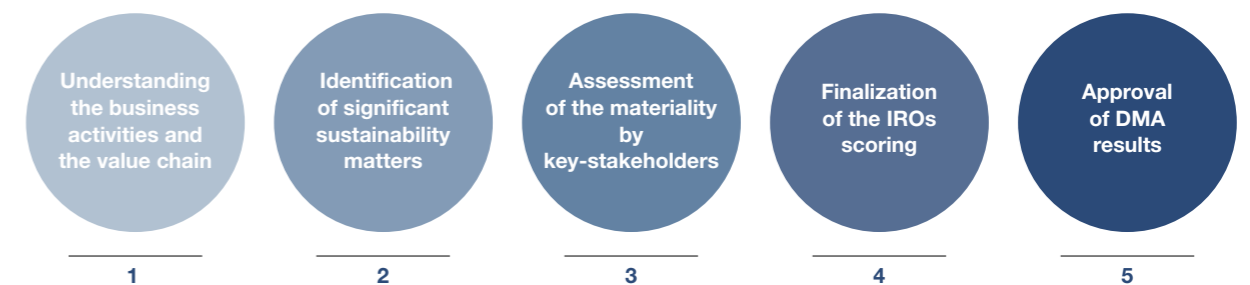 Understanding
the business
activities and
the value chain
1
Identification
of significant
sustainability
matters
2
Assessment
of the materiality
by
key-stakeholders
3
Finalization
of the IROs
scoring
4
Approval
of DMA
results
5